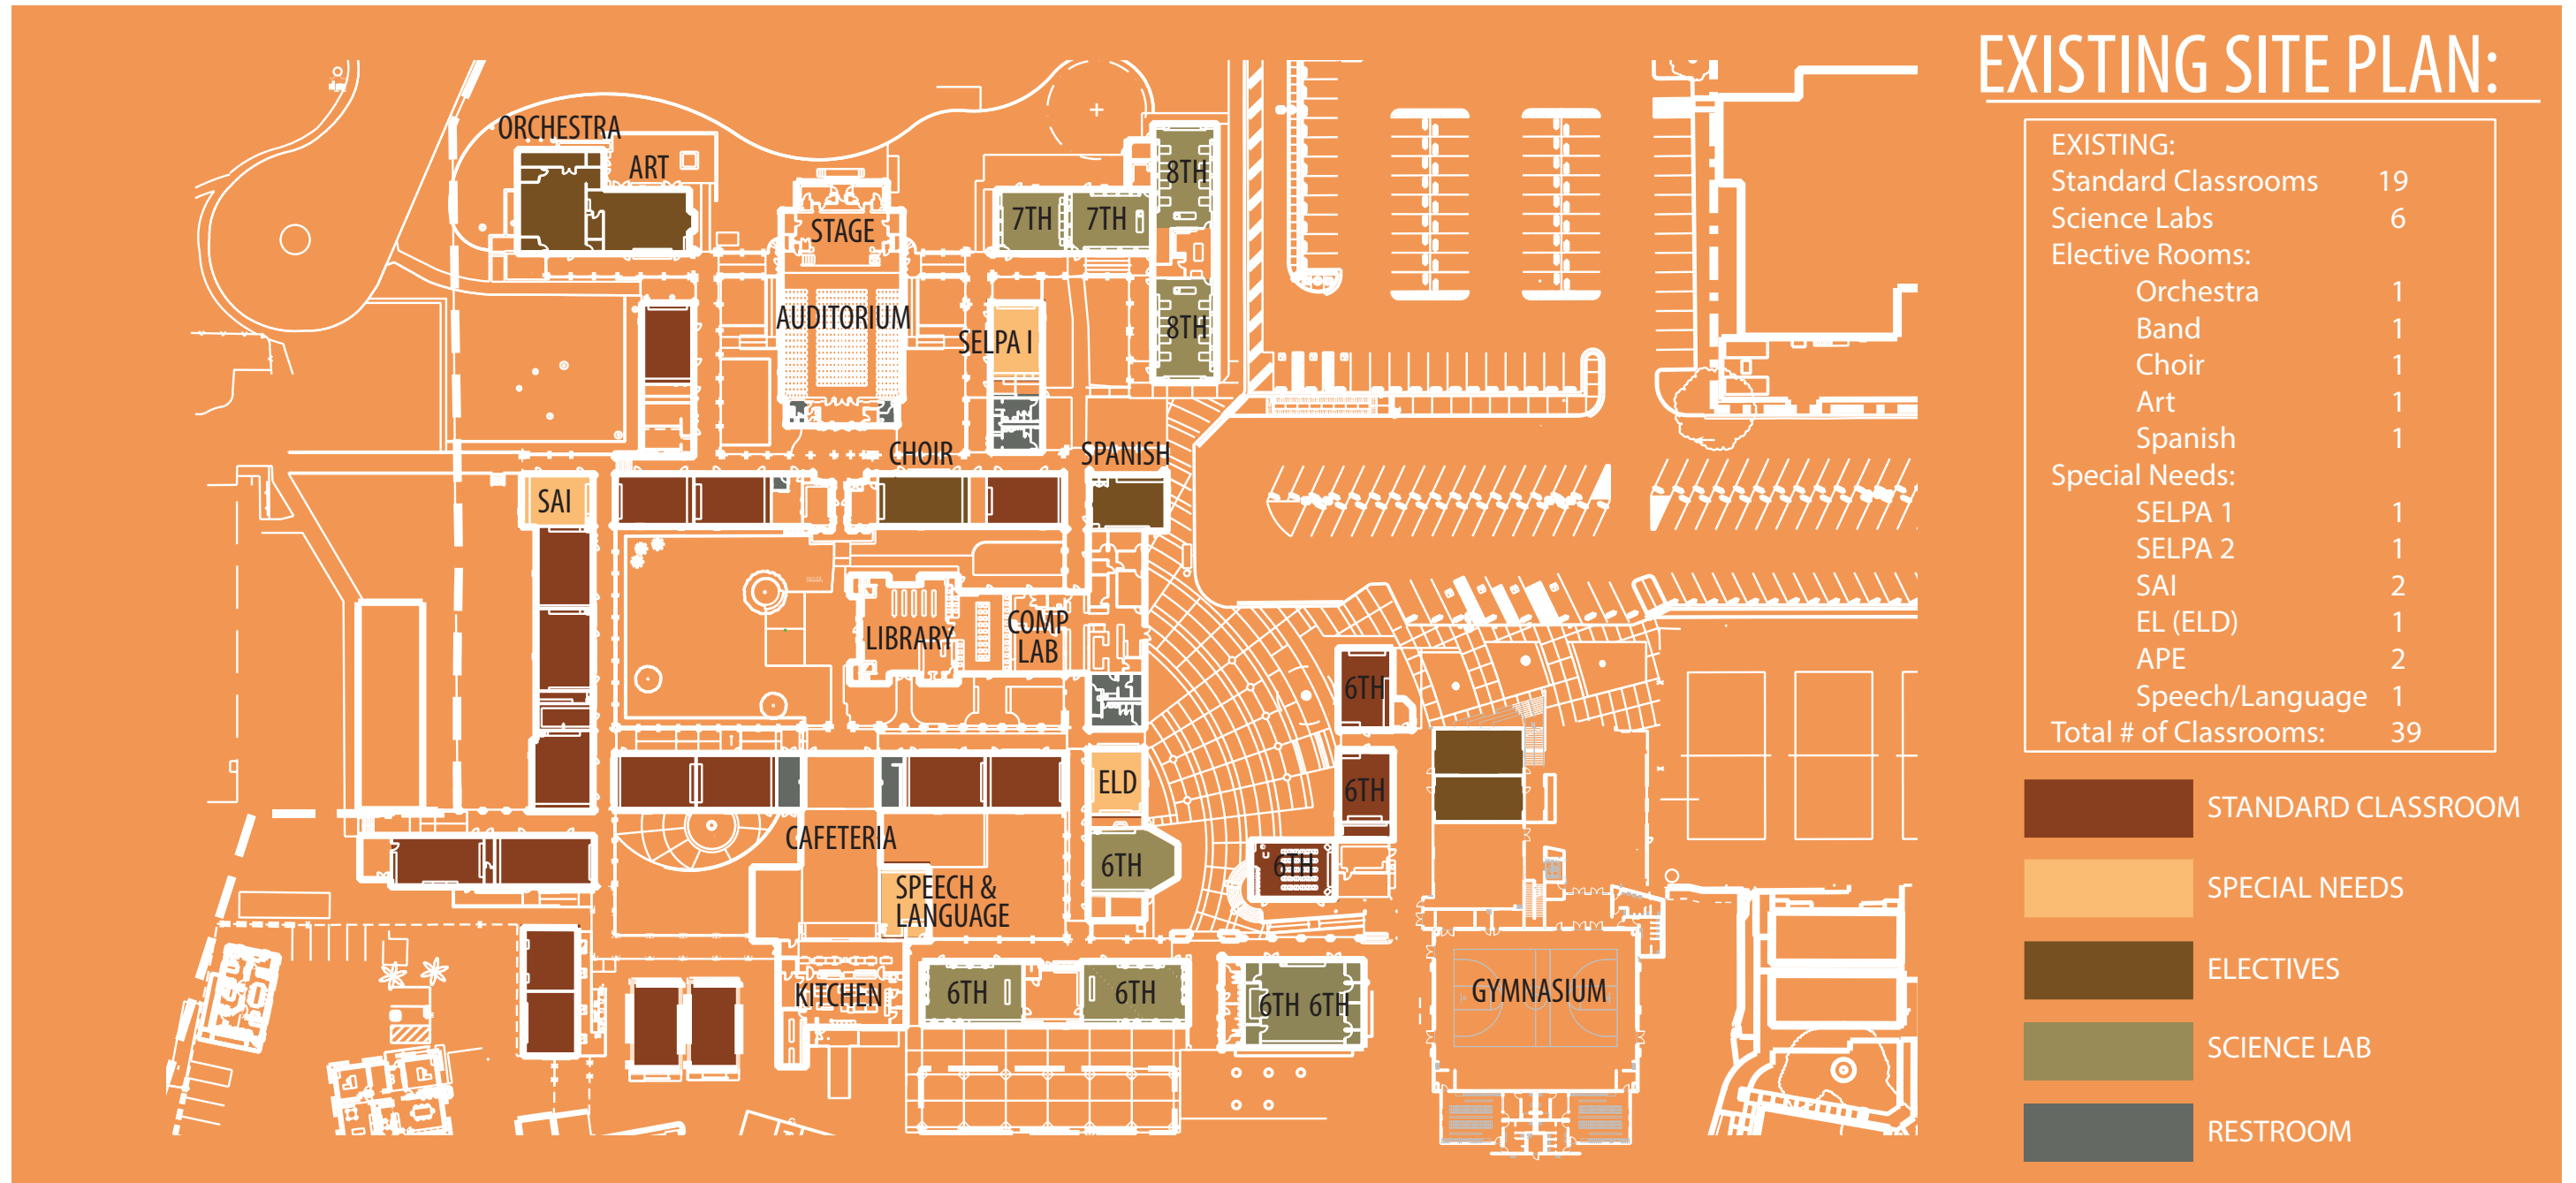 EXISTING SITE PLAN:
EXISTING:
Standard Classrooms 19
Science Labs 6
Elective Rooms:
Orchestra 1
Band 1
Choir 1
Art 1
Spanish 1
Special Needs:
SELPA 1 1
SELPA 2 1
SAI 2
EL (ELD) 1
APE 2
Speech/Language 1
Total # of Classrooms: 39
STANDARD CLASSROOM
SPECIAL NEEDS
ELECTIVES
SCIENCE LAB
RESTROOM
ORCHESTRA
ART
8TH
7TH 7TH
STAGE
AUDITORIUM
8TH
SELPA I
CHOIR
SPANISH
SAI
LIBRARY
COMP
LAB
6TH
ELD
6TH
CAFETERIA
6TH
6TH
SPEECH &
LANGUAGE
KITCHEN
6TH
6TH
6TH 6TH
GYMNASIUM